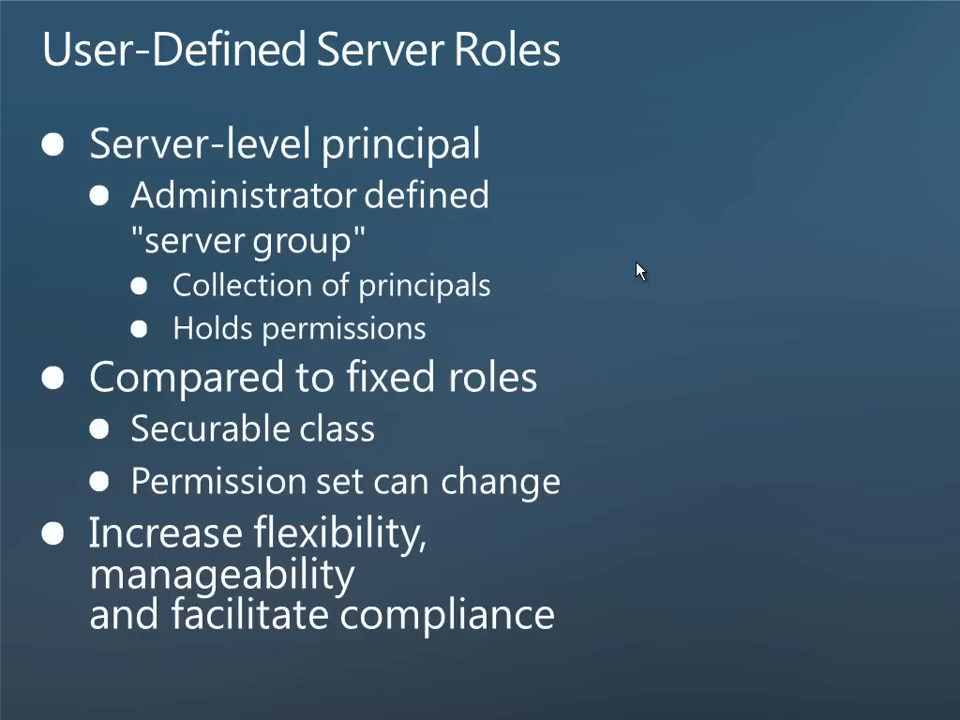 User-Defined Server Roles
Server-level principal
Administrator defined
"server group"
Collection of principals
Holds permissions
Compared to fixed roles
Securable class
Permission set can change
Increase flexibility,
manageability
and facilitate compliance